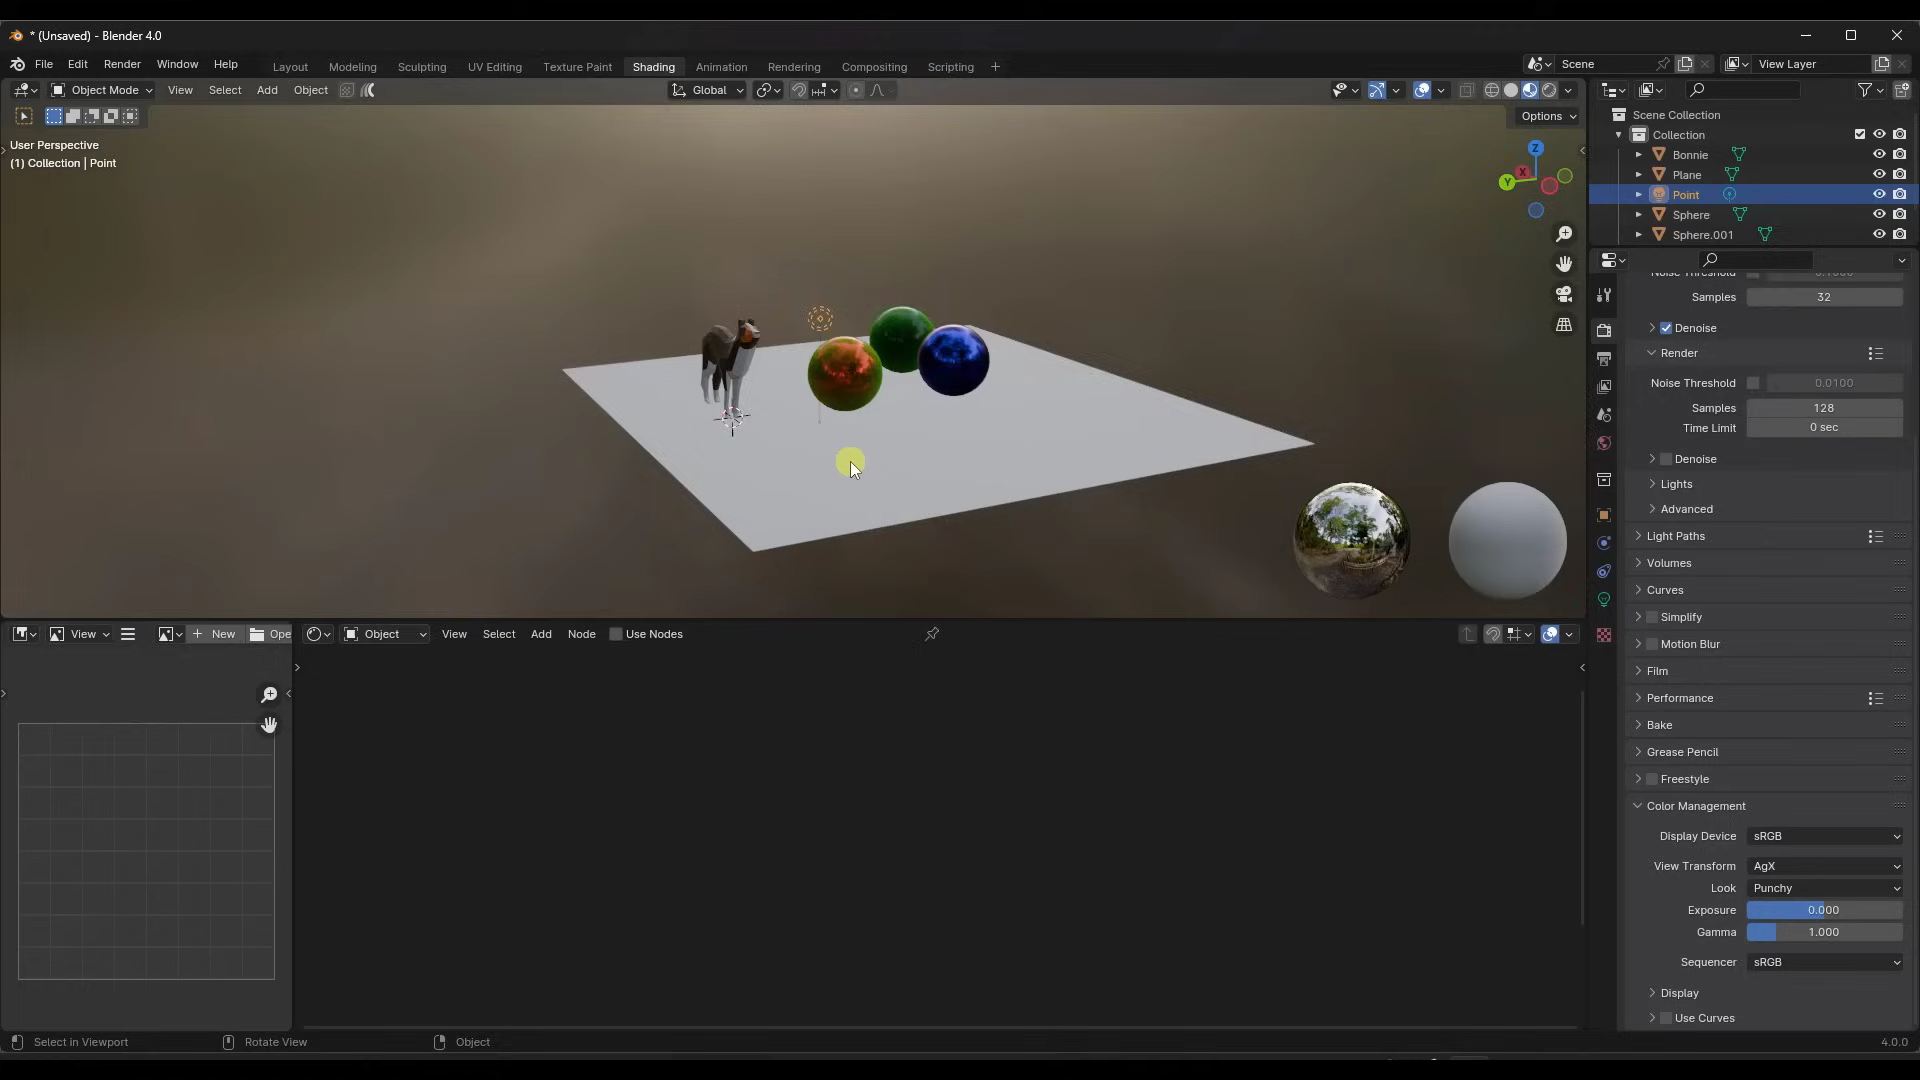 * (Unsaved) - Blender 4.0
File Edit Render Window Help
Layout Modeling Sculpting UV Editing Texture Paint Shading Animation Rendering Compositing Scripting +
Scene
View Layer
Object Mode View Select Add Object
Global
Options
User Perspective
(1) Collection | Point
Z
X
Y
Scene Collection
Collection
Bonnie
Plane
Point
Sphere
Sphere.001
Noise Threshold 0.1000
Samples 32
Denoise
Render
Noise Threshold 0.0100
Samples 128
Time Limit 0 sec
Denoise
Lights
Advanced
Light Paths
Volumes
Curves
Simplify
Motion Blur
Film
Performance
Bake
Grease Pencil
Freestyle
Color Management
Display Device sRGB
View Transform AgX
Look Punchy
Exposure 0.000
Gamma 1.000
Sequencer sRGB
Display
Use Curves
View
+ New
Ope
Object View Select Add Node Use Nodes
Select in Viewport
Rotate View
Object
4.0.0